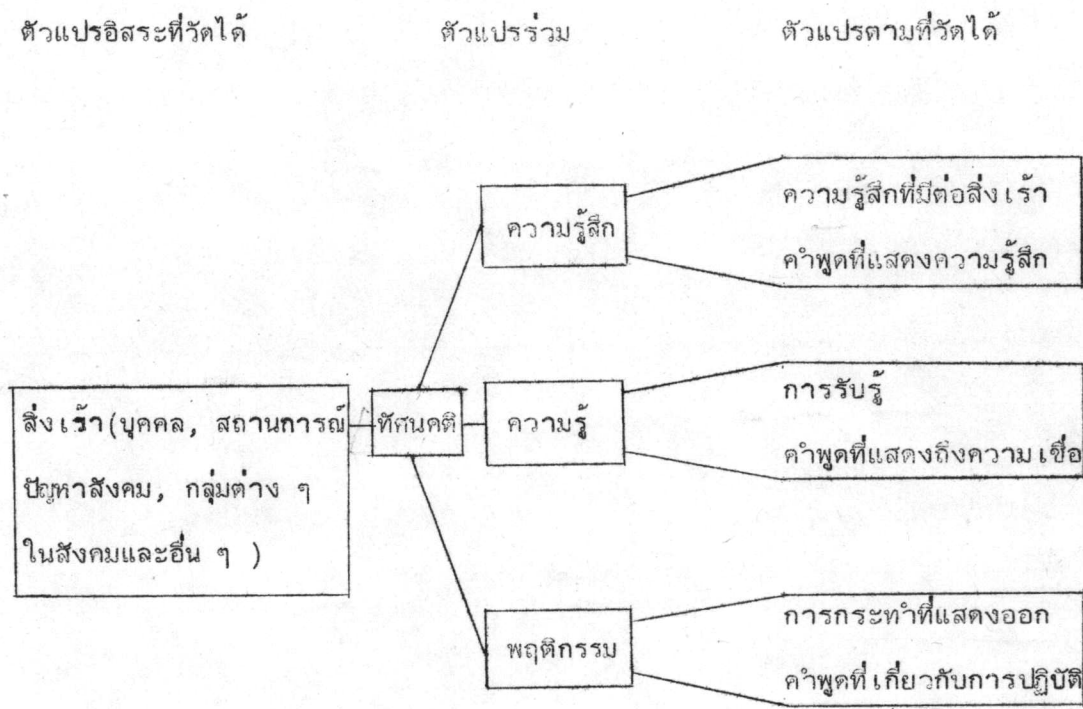 ตัวแปรอิสระที่วัดได้ ตัวแปรร่วม ตัวแปรตามที่วัดได้
ความรู้สึก
ความรู้สึกที่มีต่อสิ่งเร้า
คำพูดที่แสดงความรู้สึก
สิ่งเร้า(บุคคล, สถานการณ์
ปัญหาสังคม, กลุ่มต่าง ๆ
ในสังคมและอื่น ๆ )
ทัศนคติ
ความรู้
การรับรู้
คำพูดที่แสดงถึงความเชื่อ
พฤติกรรม
การกระทำที่แสดงออก
คำพูดที่เกี่ยวกับการปฏิบัติ